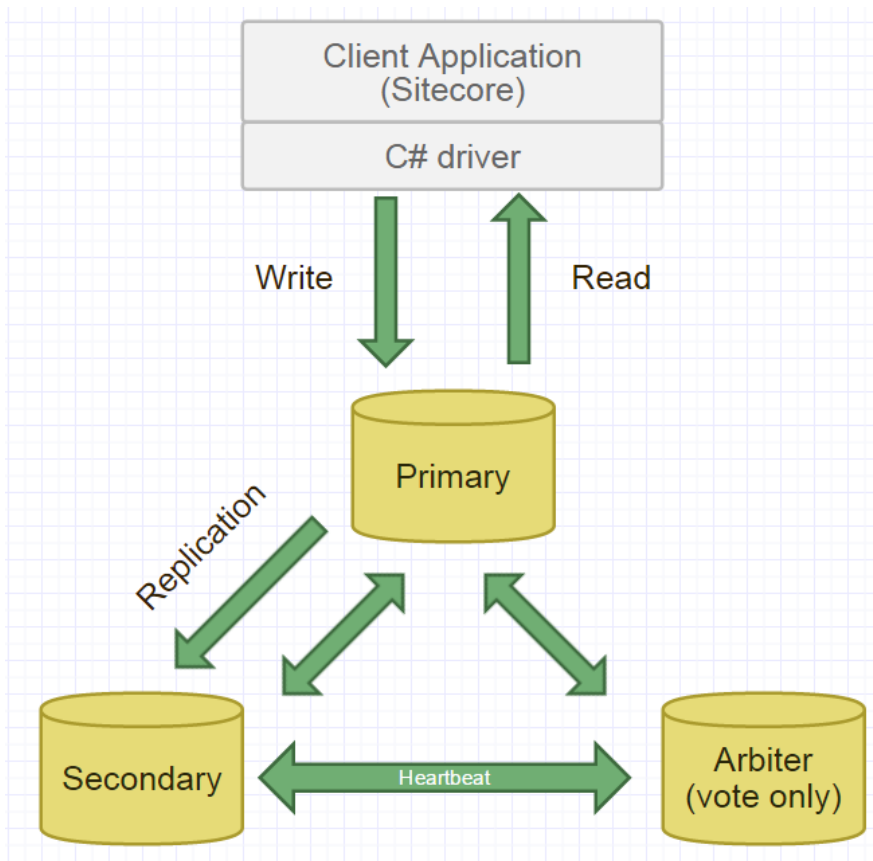 Client Application
(Sitecore)
C# driver
Write
Read
Primary
Replication
Secondary
Heartbeat
Arbiter
(vote only)